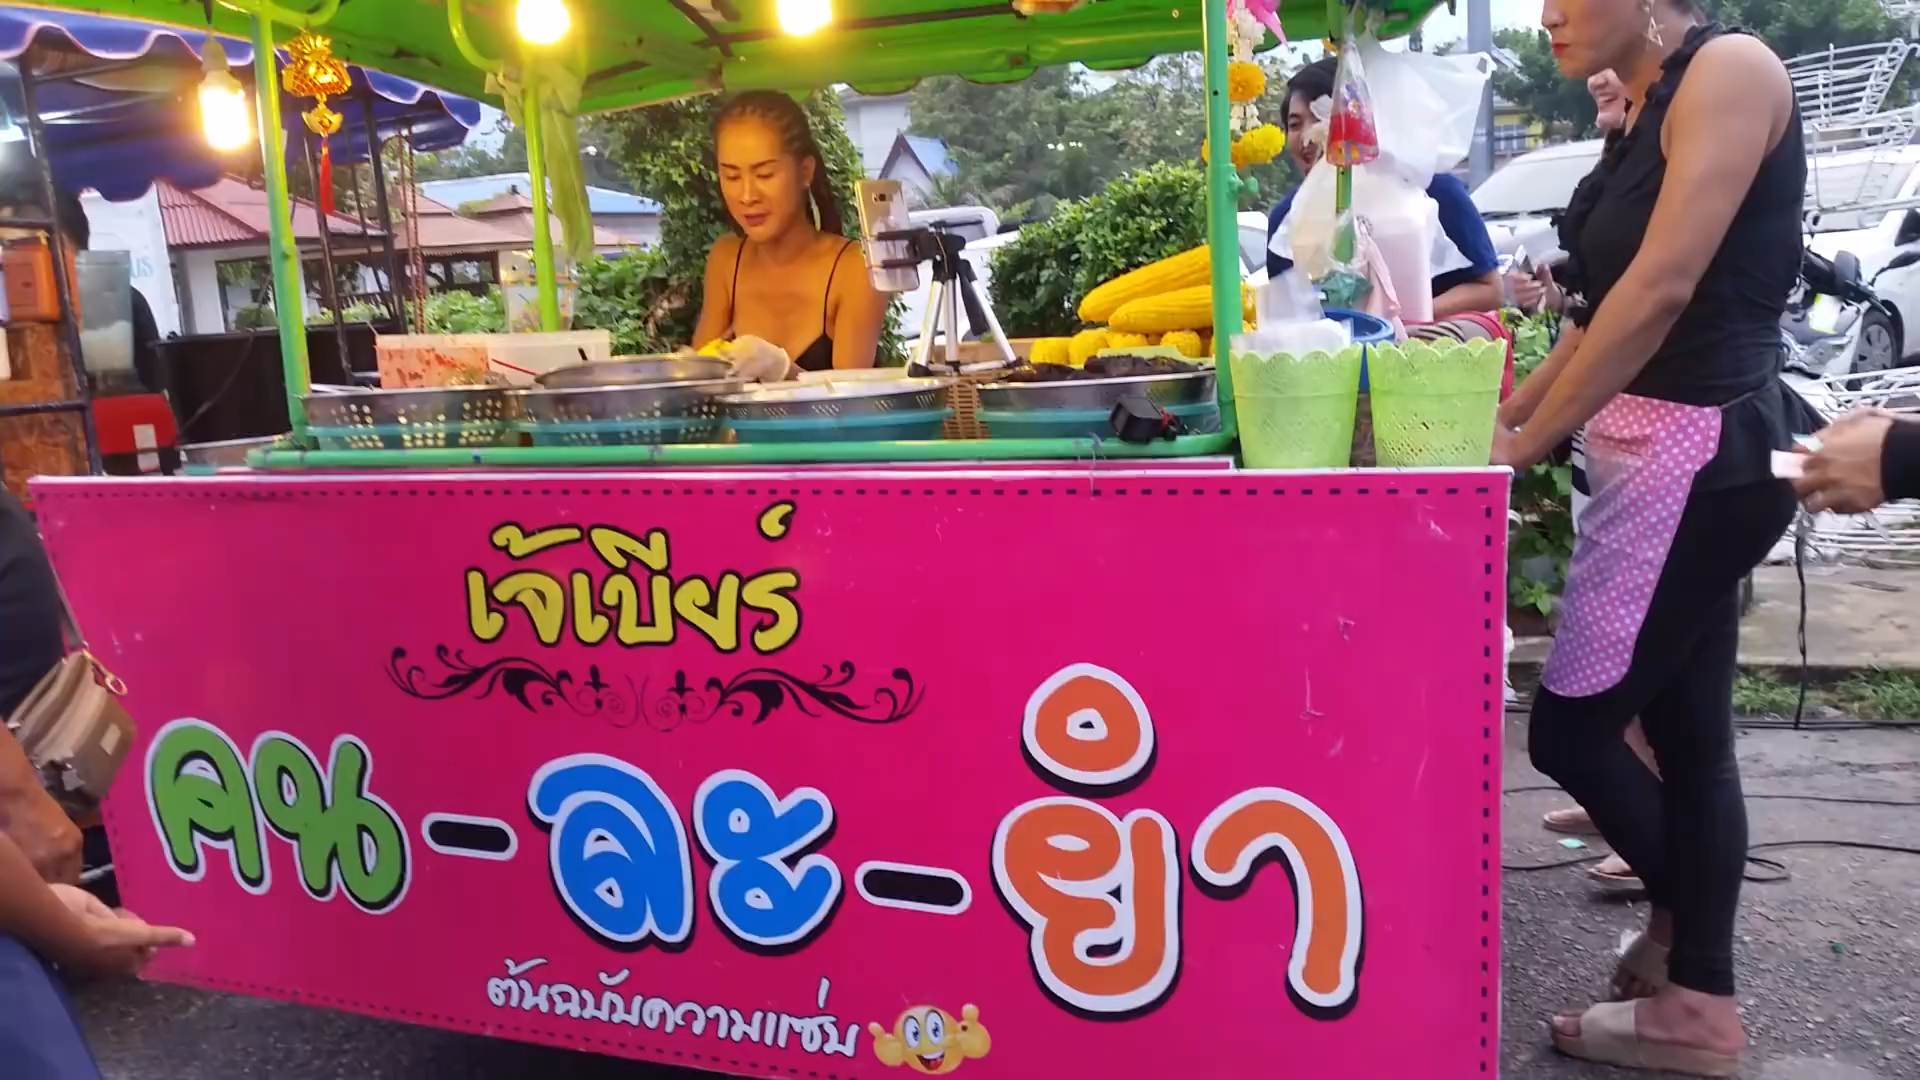 เจ้เบียร์
คน-ละ-ยำ
ต้นฉบับความแซ่บ